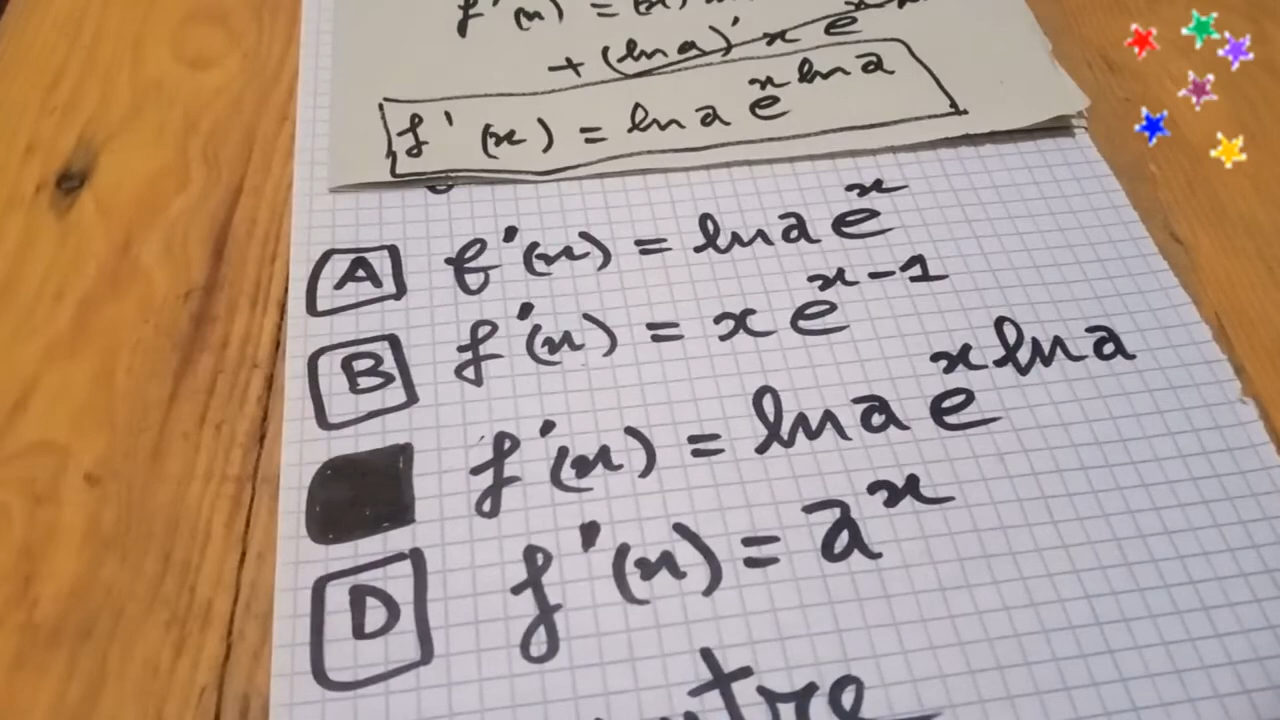 f'(x) =
+ (ln a)' x e^x
f'(x) = ln a e^{x ln a}
A f'(x) = ln a e^x
B f'(x) = x e^{x-1}
f'(x) = ln a e^{x ln a}
D f'(x) = a^x